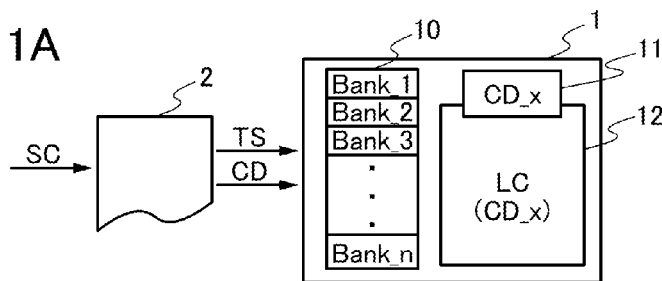 1A
10
1
11
2
Bank_1
CD_x
Bank_2
12
SC
TS
Bank_3
CD
LC
(CD_x)
Bank_n